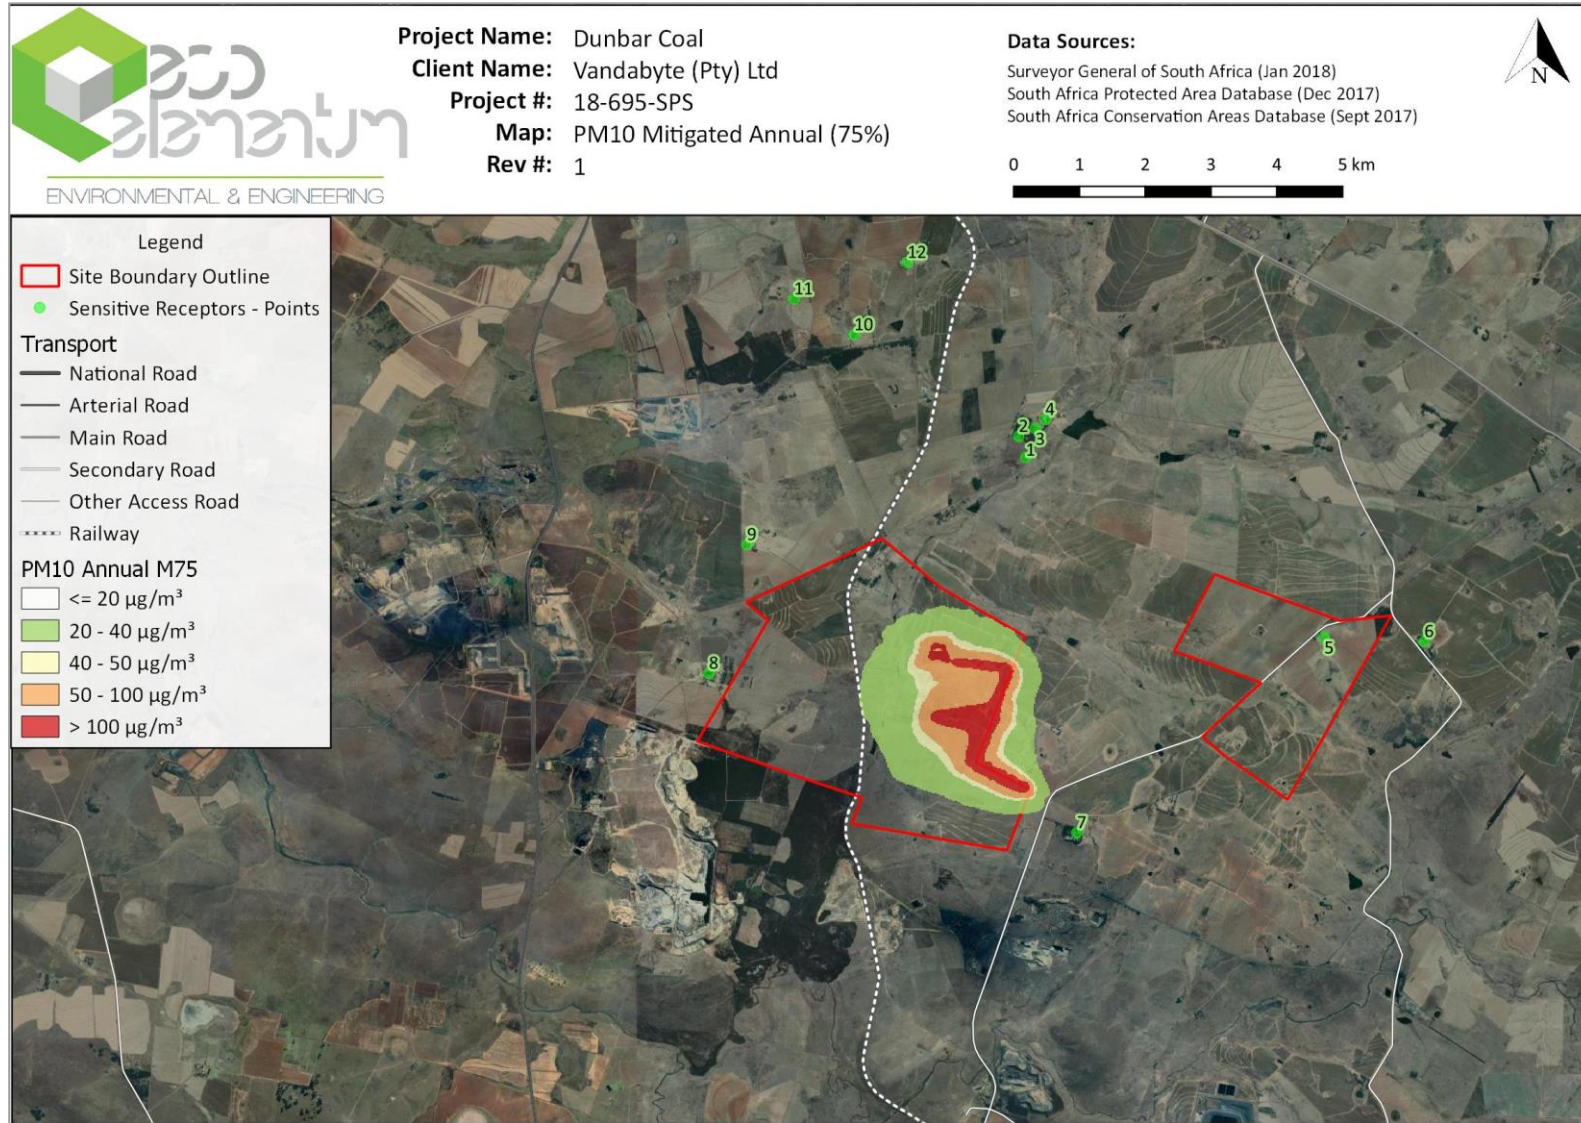 eco
elementum
ENVIRONMENTAL & ENGINEERING
Project Name: Dunbar Coal
Client Name: Vandabyte (Pty) Ltd
Project #: 18-695-SPS
Map: PM10 Mitigated Annual (75%)
Rev #: 1
Data Sources:
Surveyor General of South Africa (Jan 2018)
South Africa Protected Area Database (Dec 2017)
South Africa Conservation Areas Database (Sept 2017)
0 1 2 3 4 5 km
N
Legend
Site Boundary Outline
Sensitive Receptors - Points
Transport
National Road
Arterial Road
Main Road
Secondary Road
Other Access Road
Railway
PM10 Annual M75
<= 20 µg/m³
20 - 40 µg/m³
40 - 50 µg/m³
50 - 100 µg/m³
> 100 µg/m³
12
11
10
4
2
3
1
9
6
5
8
7